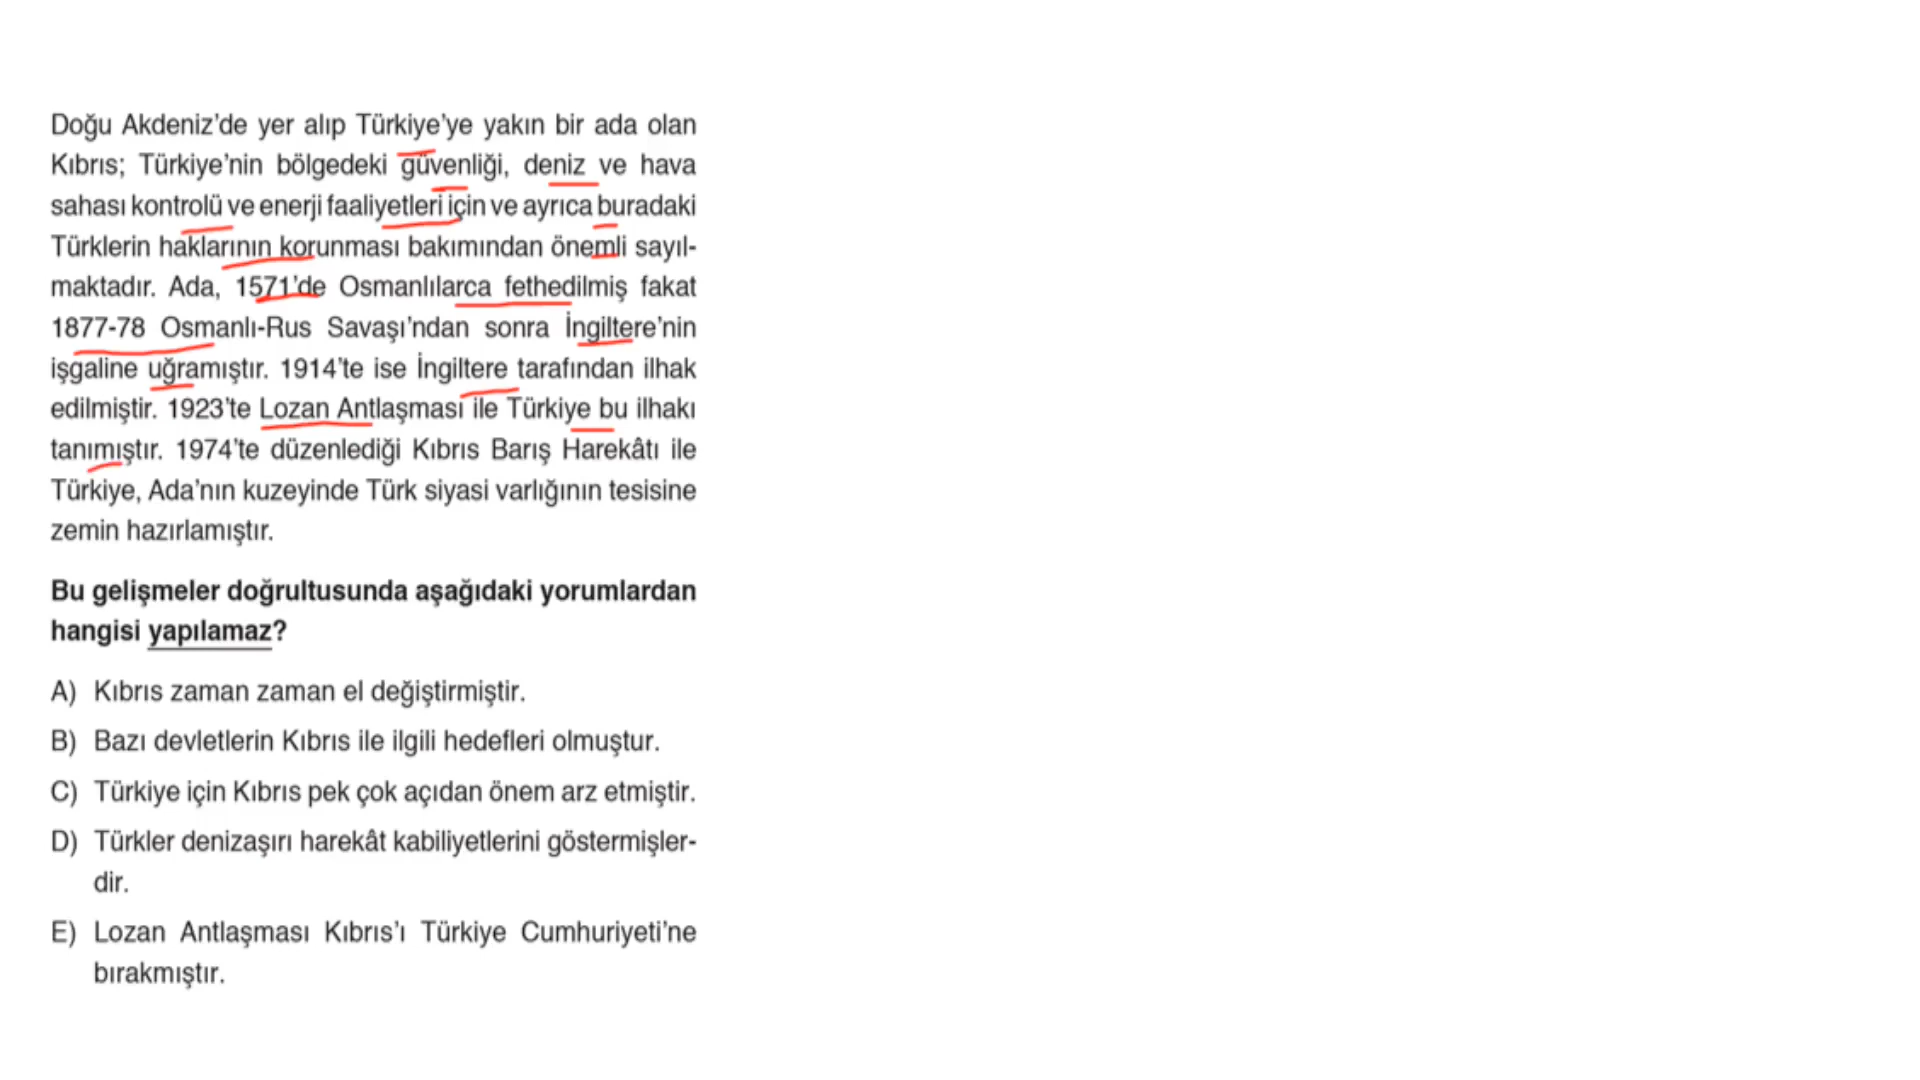 Doğu Akdeniz’de yer alıp Türkiye’ye yakın bir ada olan
Kıbrıs; Türkiye’nin bölgedeki güvenliği, deniz ve hava
sahası kontrolü ve enerji faaliyetleri için ve ayrıca buradaki
Türklerin haklarının korunması bakımından önemli sayıl-
maktadır. Ada, 1571’de Osmanlılarca fethedilmiş fakat
1877-78 Osmanlı-Rus Savaşı’ndan sonra İngiltere’nin
işgaline uğramıştır. 1914’te ise İngiltere tarafından ilhak
edilmiştir. 1923’te Lozan Antlaşması ile Türkiye bu ilhakı
tanımıştır. 1974’te düzenlediği Kıbrıs Barış Harekâtı ile
Türkiye, Ada’nın kuzeyinde Türk siyasi varlığının tesisine
zemin hazırlamıştır.
Bu gelişmeler doğrultusunda aşağıdaki yorumlardan
hangisi yapılamaz?
A) Kıbrıs zaman zaman el değiştirmiştir.
B) Bazı devletlerin Kıbrıs ile ilgili hedefleri olmuştur.
C) Türkiye için Kıbrıs pek çok açıdan önem arz etmiştir.
D) Türkler denizaşırı harekât kabiliyetlerini göstermişler-
dir.
E) Lozan Antlaşması Kıbrıs’ı Türkiye Cumhuriyeti’ne
bırakmıştır.